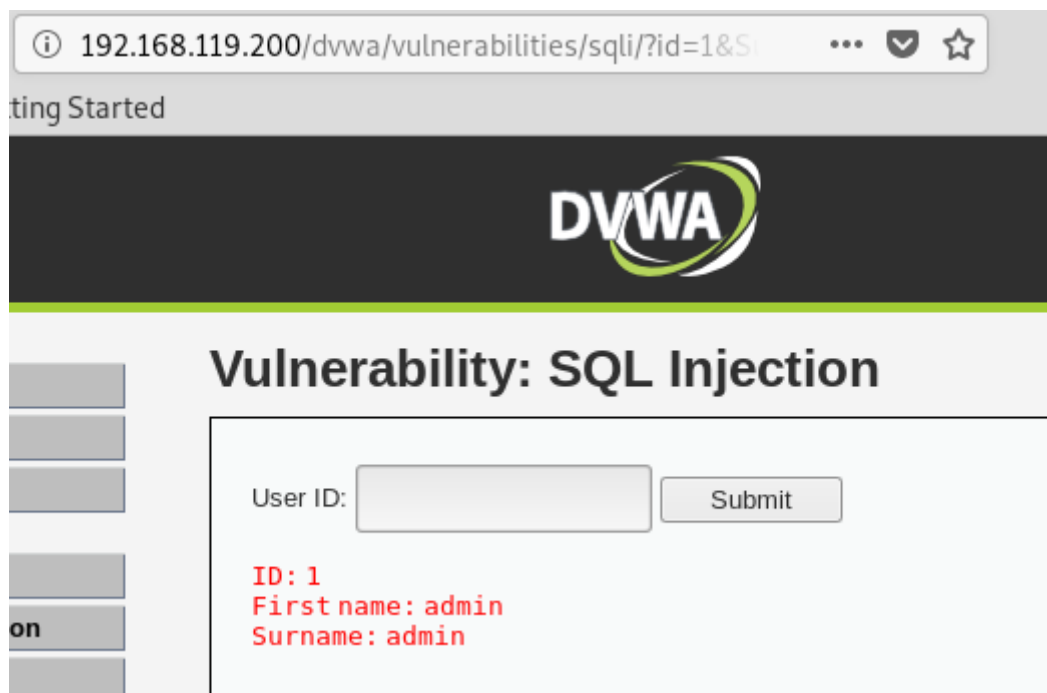 192.168.119.200/dvwa/vulnerabilities/sqli/?id=1&S
ting Started
DVWA
Vulnerability: SQL Injection
User ID:
Submit
ID: 1
First name: admin
Surname: admin
on